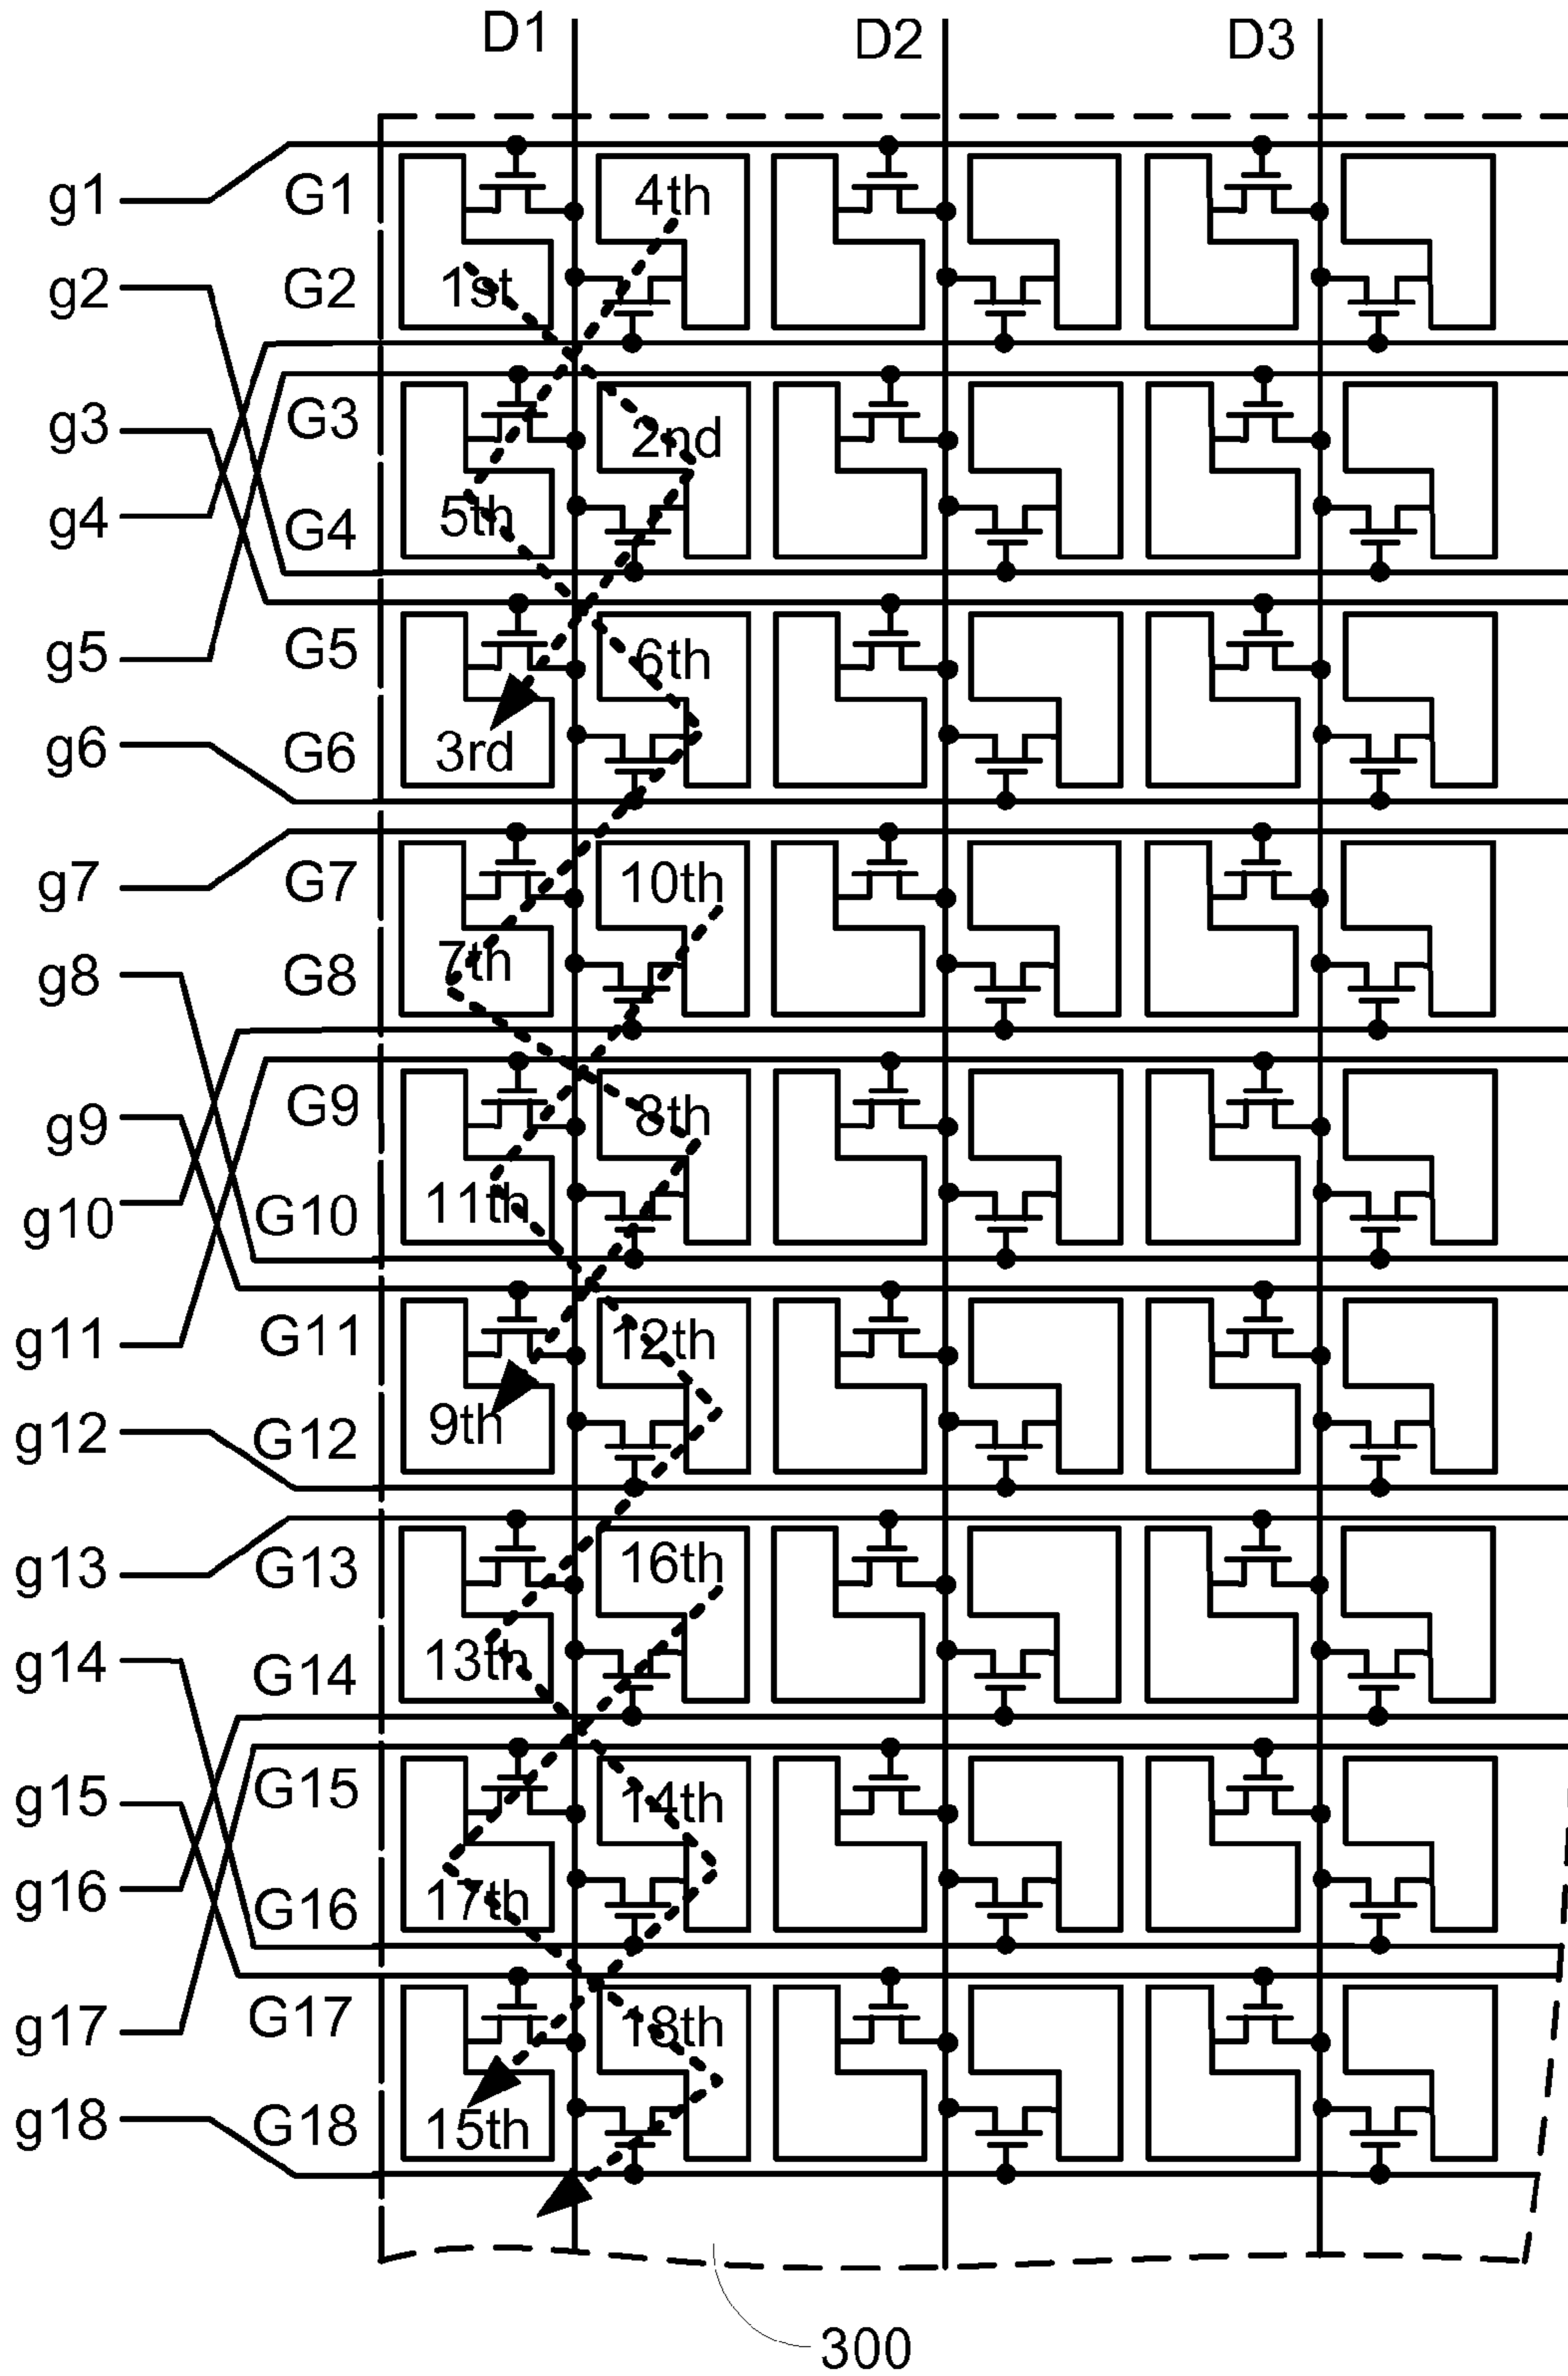 D1 D2 D3
g1 G1 4th
g2 G2 1st
g3 G3 2nd
g4 G4 5th
g5 G5 6th
g6 G6 3rd
g7 G7 10th
g8 G8 7th
g9 G9 8th
g10 G10 11th
g11 G11 12th
g12 G12 9th
g13 G13 16th
g14 G14 13th
g15 G15 14th
g16 G16 17th
g17 G17 18th
g18 G18 15th
300